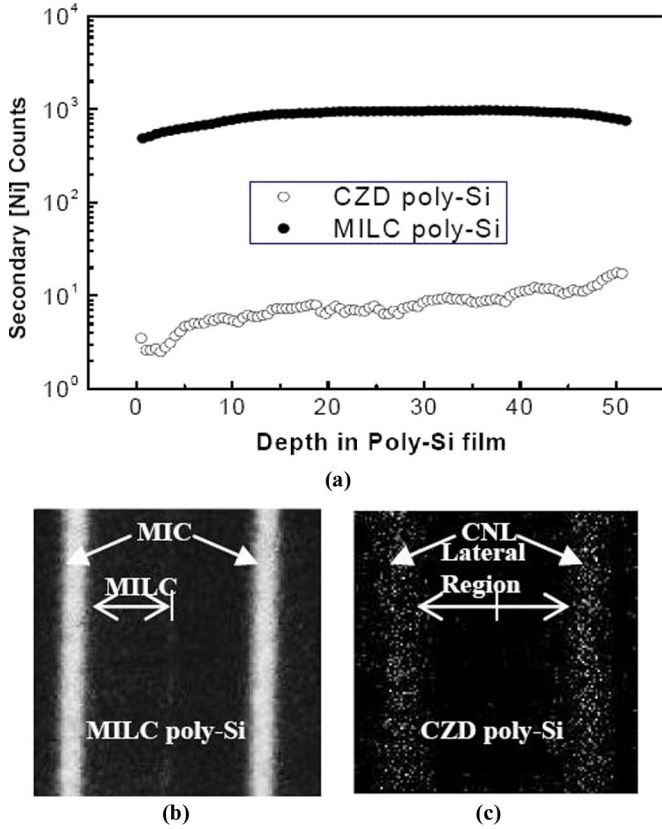 10^4
10^3
10^2
10^1
10^0
Secondary [Ni] Counts
CZD poly-Si
MILC poly-Si
0 10 20 30 40 50
Depth in Poly-Si film
(a)
MIC
MILC
MILC poly-Si
(b)
CNL
Lateral
Region
CZD poly-Si
(c)